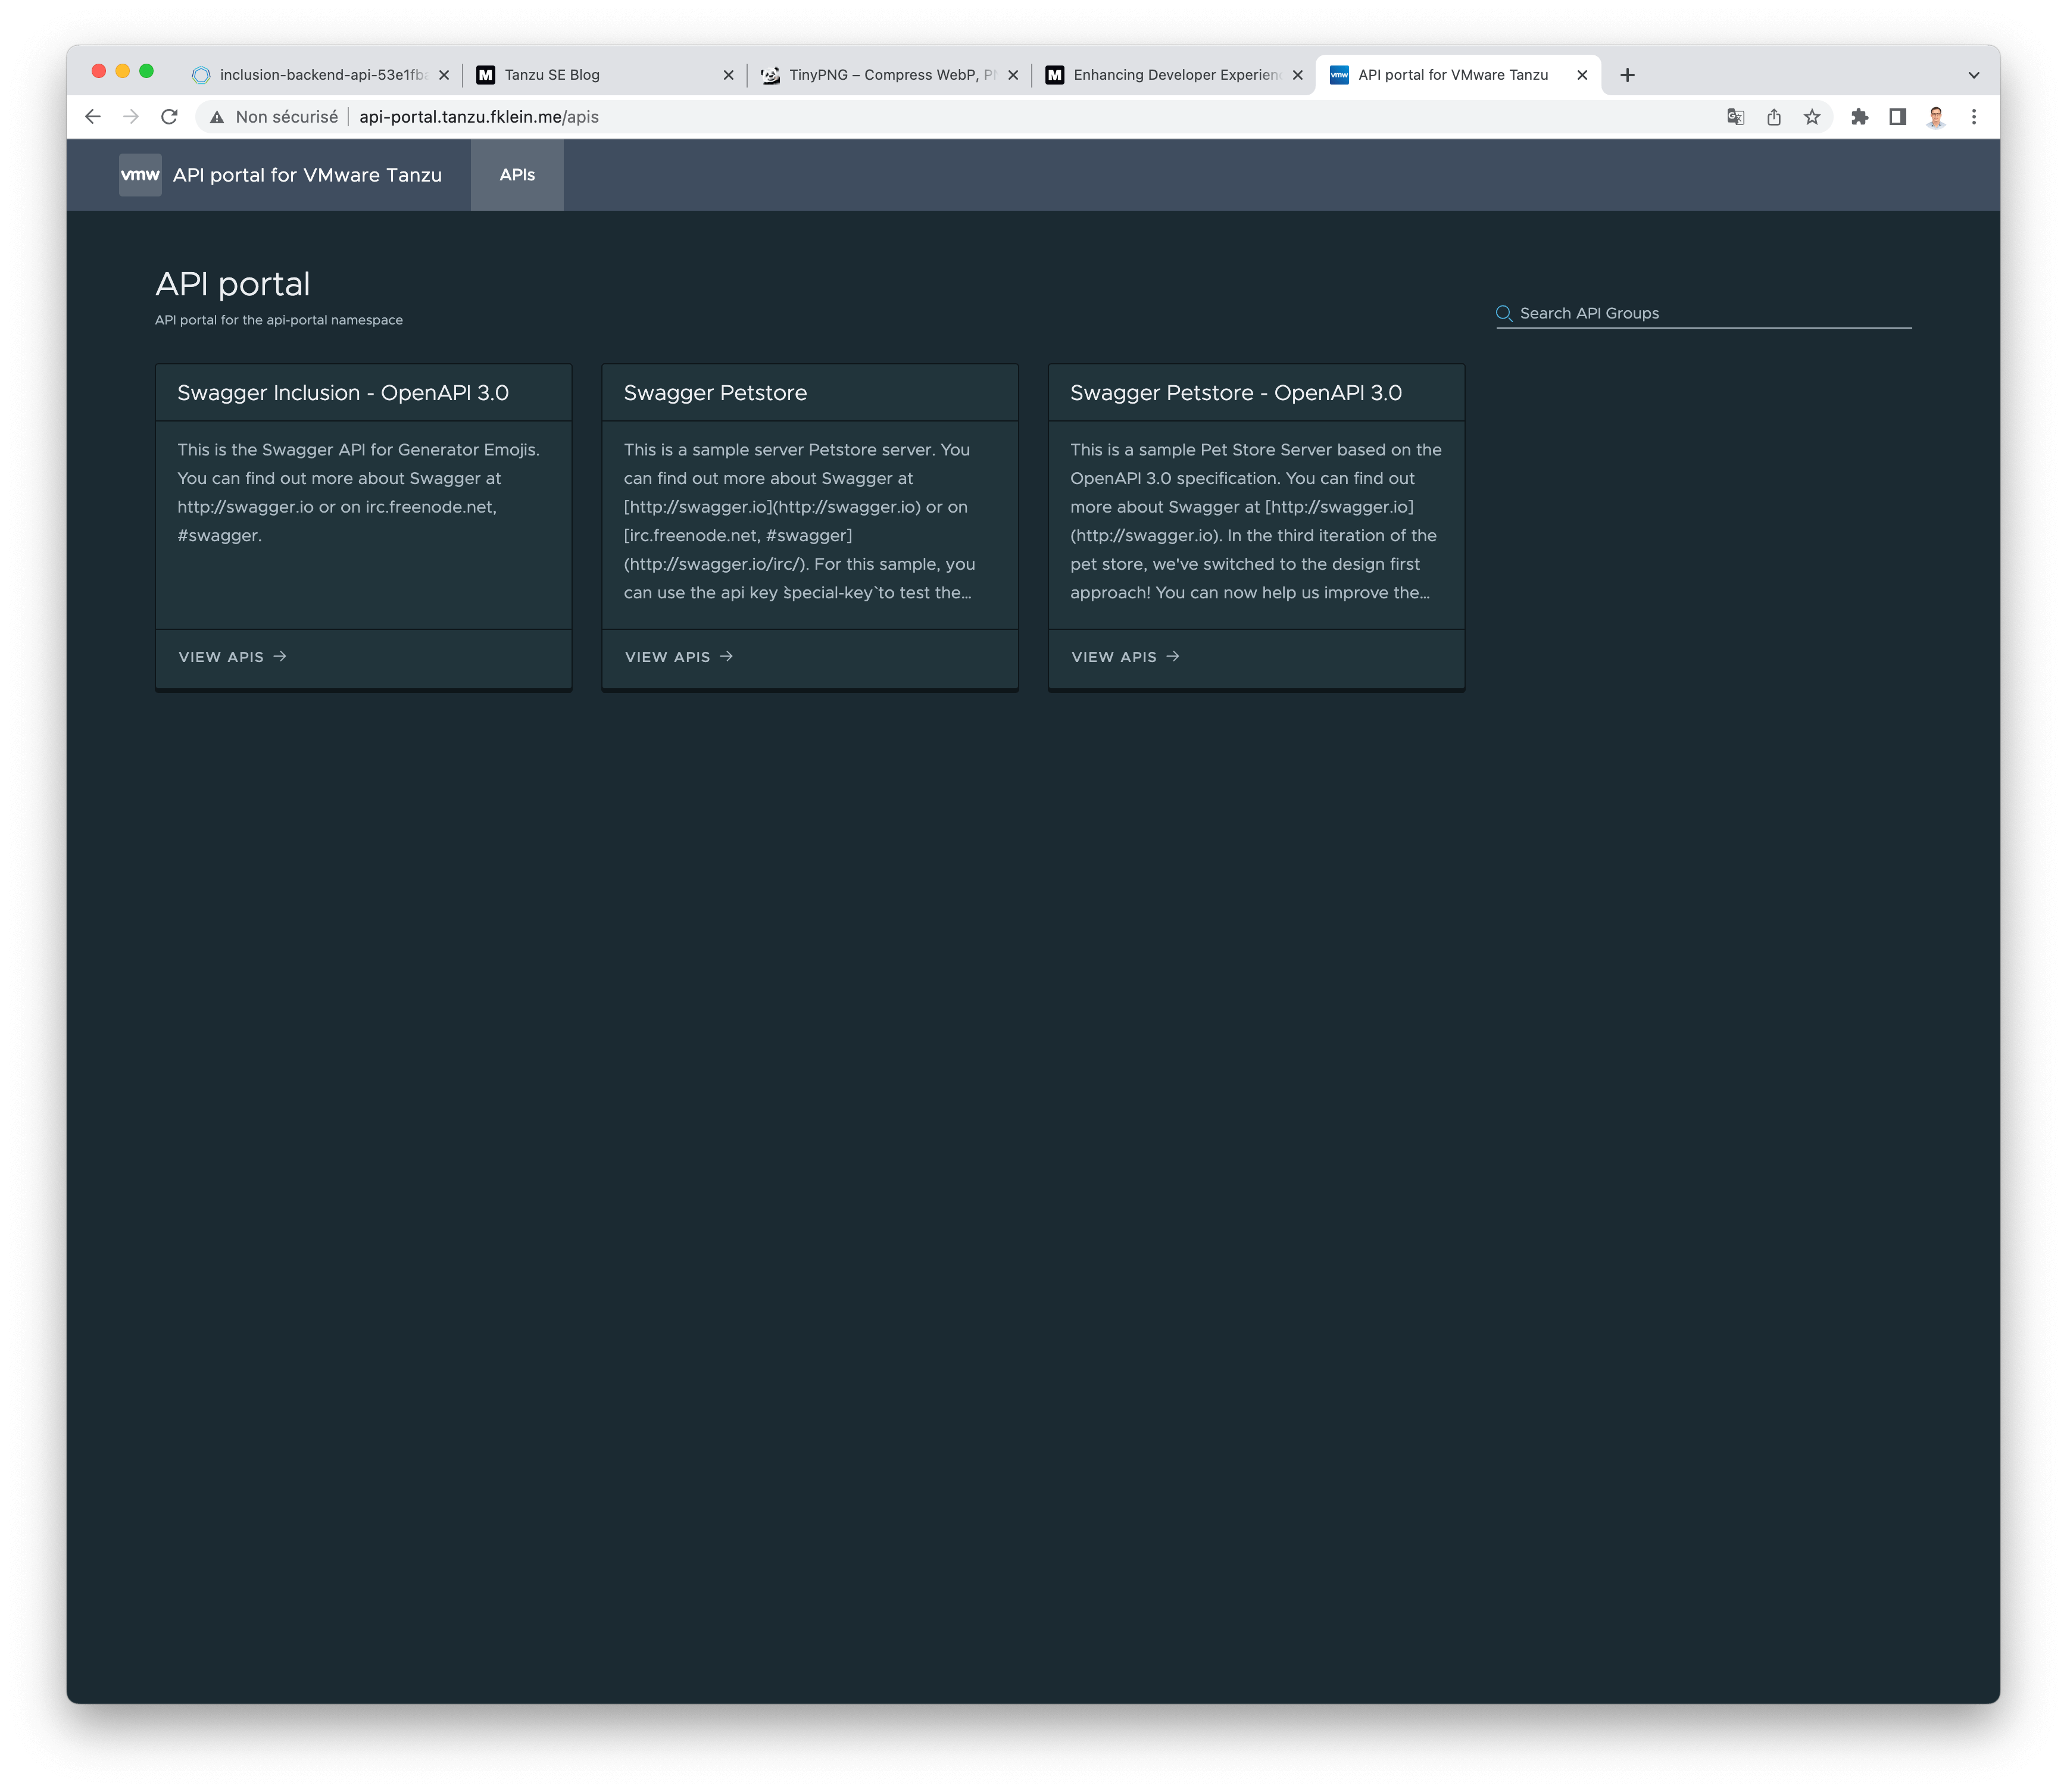 inclusion-backend-api-53e1fba
Tanzu SE Blog
TinyPNG – Compress WebP, PN
Enhancing Developer Experienc
vmw
API portal for VMware Tanzu
Non sécurisé
api-portal.tanzu.fklein.me/apis
vmw
API portal for VMware Tanzu
APIs
API portal
API portal for the api-portal namespace
Search API Groups
Swagger Inclusion - OpenAPI 3.0
This is the Swagger API for Generator Emojis.
You can find out more about Swagger at
http://swagger.io or on irc.freenode.net,
#swagger.
VIEW APIS
Swagger Petstore
This is a sample server Petstore server. You
can find out more about Swagger at
[http://swagger.io](http://swagger.io) or on
[irc.freenode.net, #swagger]
(http://swagger.io/irc/). For this sample, you
can use the api key `special-key` to test the...
VIEW APIS
Swagger Petstore - OpenAPI 3.0
This is a sample Pet Store Server based on the
OpenAPI 3.0 specification. You can find out
more about Swagger at [http://swagger.io]
(http://swagger.io). In the third iteration of the
pet store, we've switched to the design first
approach! You can now help us improve the...
VIEW APIS